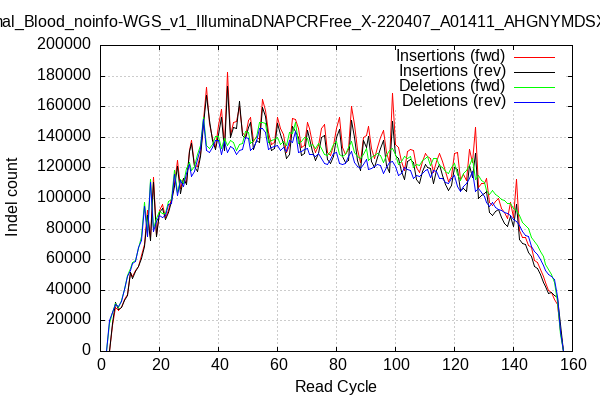 nal_Blood_noinfo-WGS_v1_IlluminaDNAPCRFree_X-220407_A01411_AHGNYMDSX
Insertions (fwd)
Insertions (rev)
Deletions (fwd)
Deletions (rev)
Indel count
200000
180000
160000
140000
120000
100000
80000
60000
40000
20000
0
0 20 40 60 80 100 120 140 160
Read Cycle